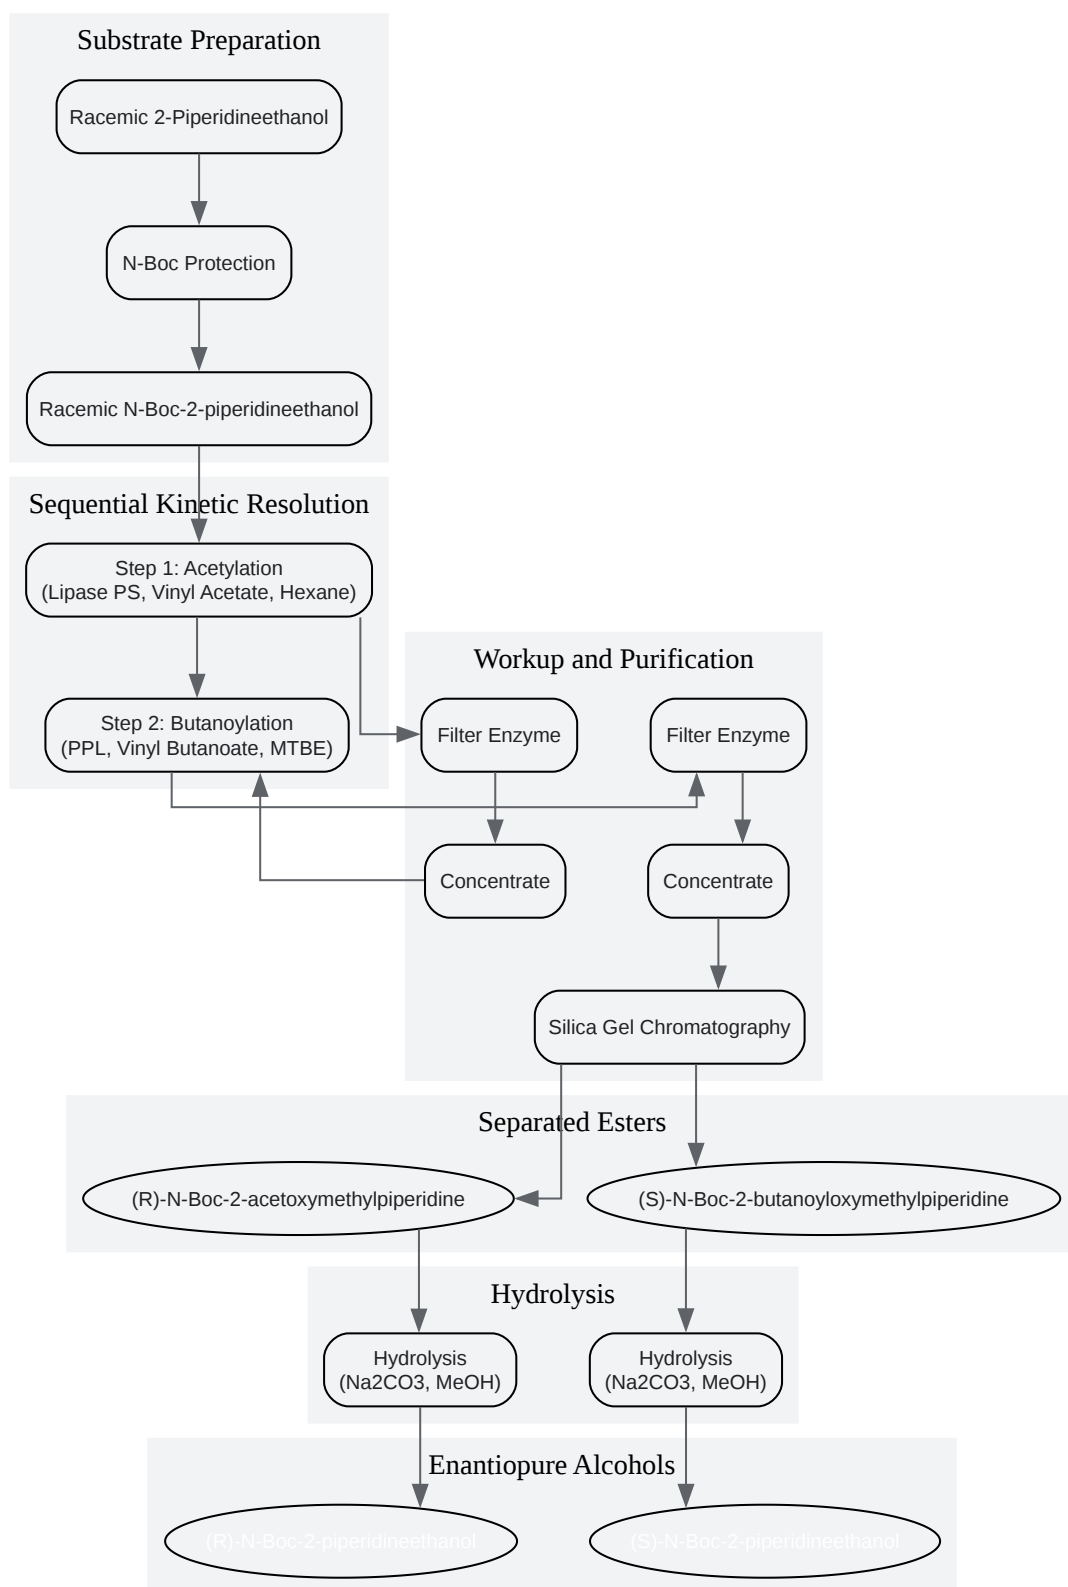 Substrate Preparation
Racemic 2-Piperidineethanol
N-Boc Protection
Racemic N-Boc-2-piperidineethanol
Sequential Kinetic Resolution
Step 1: Acetylation
(Lipase PS, Vinyl Acetate, Hexane)
Step 2: Butanoylation
(PPL, Vinyl Butanoate, MTBE)
Workup and Purification
Filter Enzyme
Filter Enzyme
Concentrate
Concentrate
Silica Gel Chromatography
Separated Esters
(R)-N-Boc-2-acetoxymethylpiperidine
(S)-N-Boc-2-butanoyloxymethylpiperidine
Hydrolysis
Hydrolysis
(Na2CO3, MeOH)
Hydrolysis
(Na2CO3, MeOH)
Enantiopure Alcohols
(R)-N-Boc-2-piperidineethanol
(S)-N-Boc-2-piperidineethanol